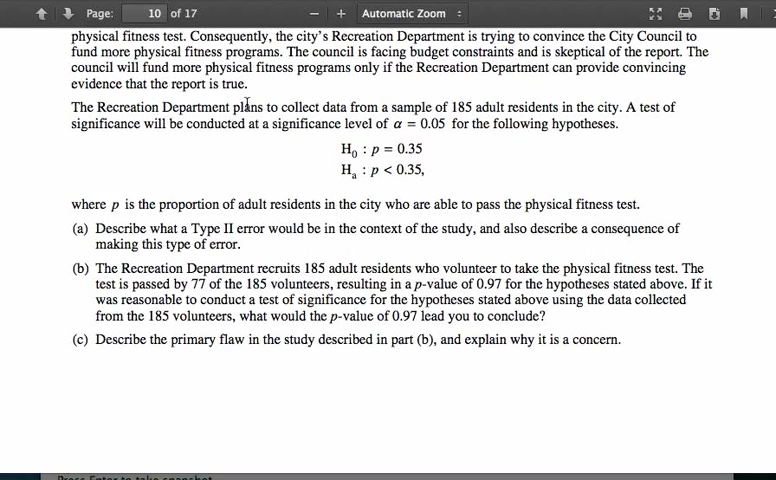 Page: 10 of 17 − + Automatic Zoom
physical fitness test. Consequently, the city's Recreation Department is trying to convince the City Council to
fund more physical fitness programs. The council is facing budget constraints and is skeptical of the report. The
council will fund more physical fitness programs only if the Recreation Department can provide convincing
evidence that the report is true.
The Recreation Department plans to collect data from a sample of 185 adult residents in the city. A test of
significance will be conducted at a significance level of α = 0.05 for the following hypotheses.
H₀ : p = 0.35
Hₐ : p < 0.35,
where p is the proportion of adult residents in the city who are able to pass the physical fitness test.
(a) Describe what a Type II error would be in the context of the study, and also describe a consequence of
making this type of error.
(b) The Recreation Department recruits 185 adult residents who volunteer to take the physical fitness test. The
test is passed by 77 of the 185 volunteers, resulting in a p-value of 0.97 for the hypotheses stated above. If it
was reasonable to conduct a test of significance for the hypotheses stated above using the data collected
from the 185 volunteers, what would the p-value of 0.97 lead you to conclude?
(c) Describe the primary flaw in the study described in part (b), and explain why it is a concern.
Press Enter to take snapshot